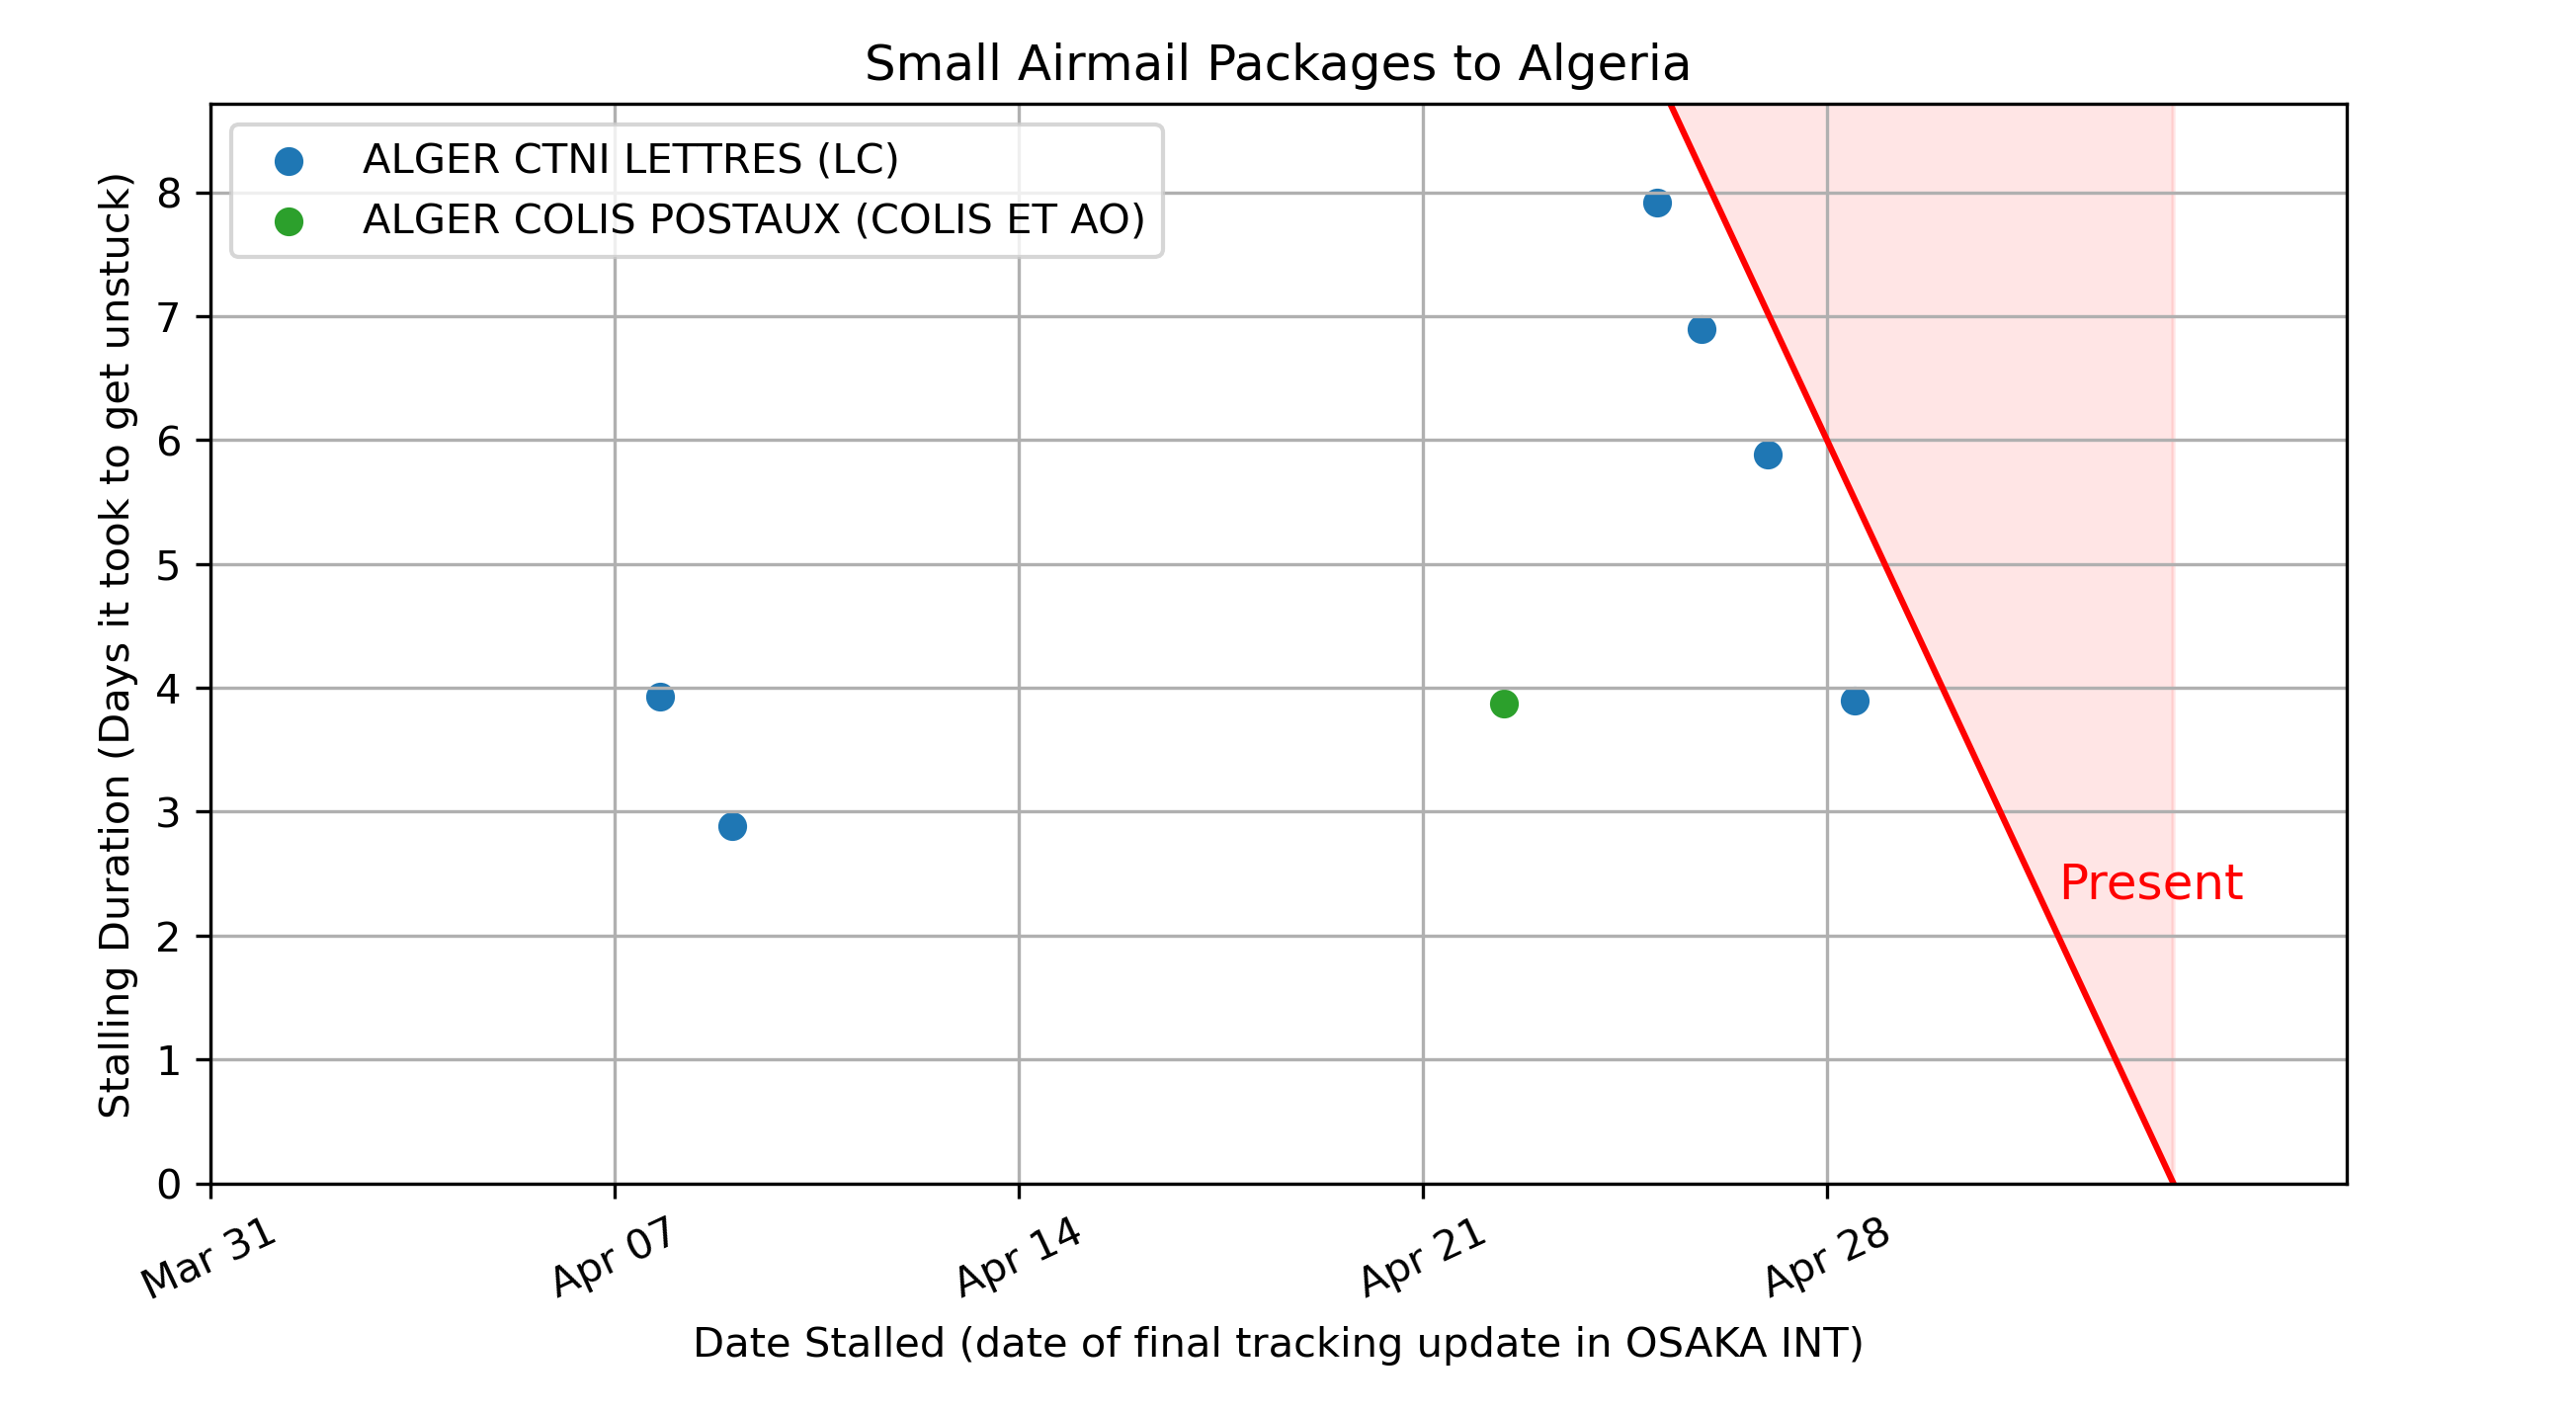 Small Airmail Packages to Algeria
ALGER CTNI LETTRES (LC)
ALGER COLIS POSTAUX (COLIS ET AO)
Stalling Duration (Days it took to get unstuck)
8
7
6
5
4
3
2
1
0
Present
Mar 31
Apr 07
Apr 14
Apr 21
Apr 28
Date Stalled (date of final tracking update in OSAKA INT)